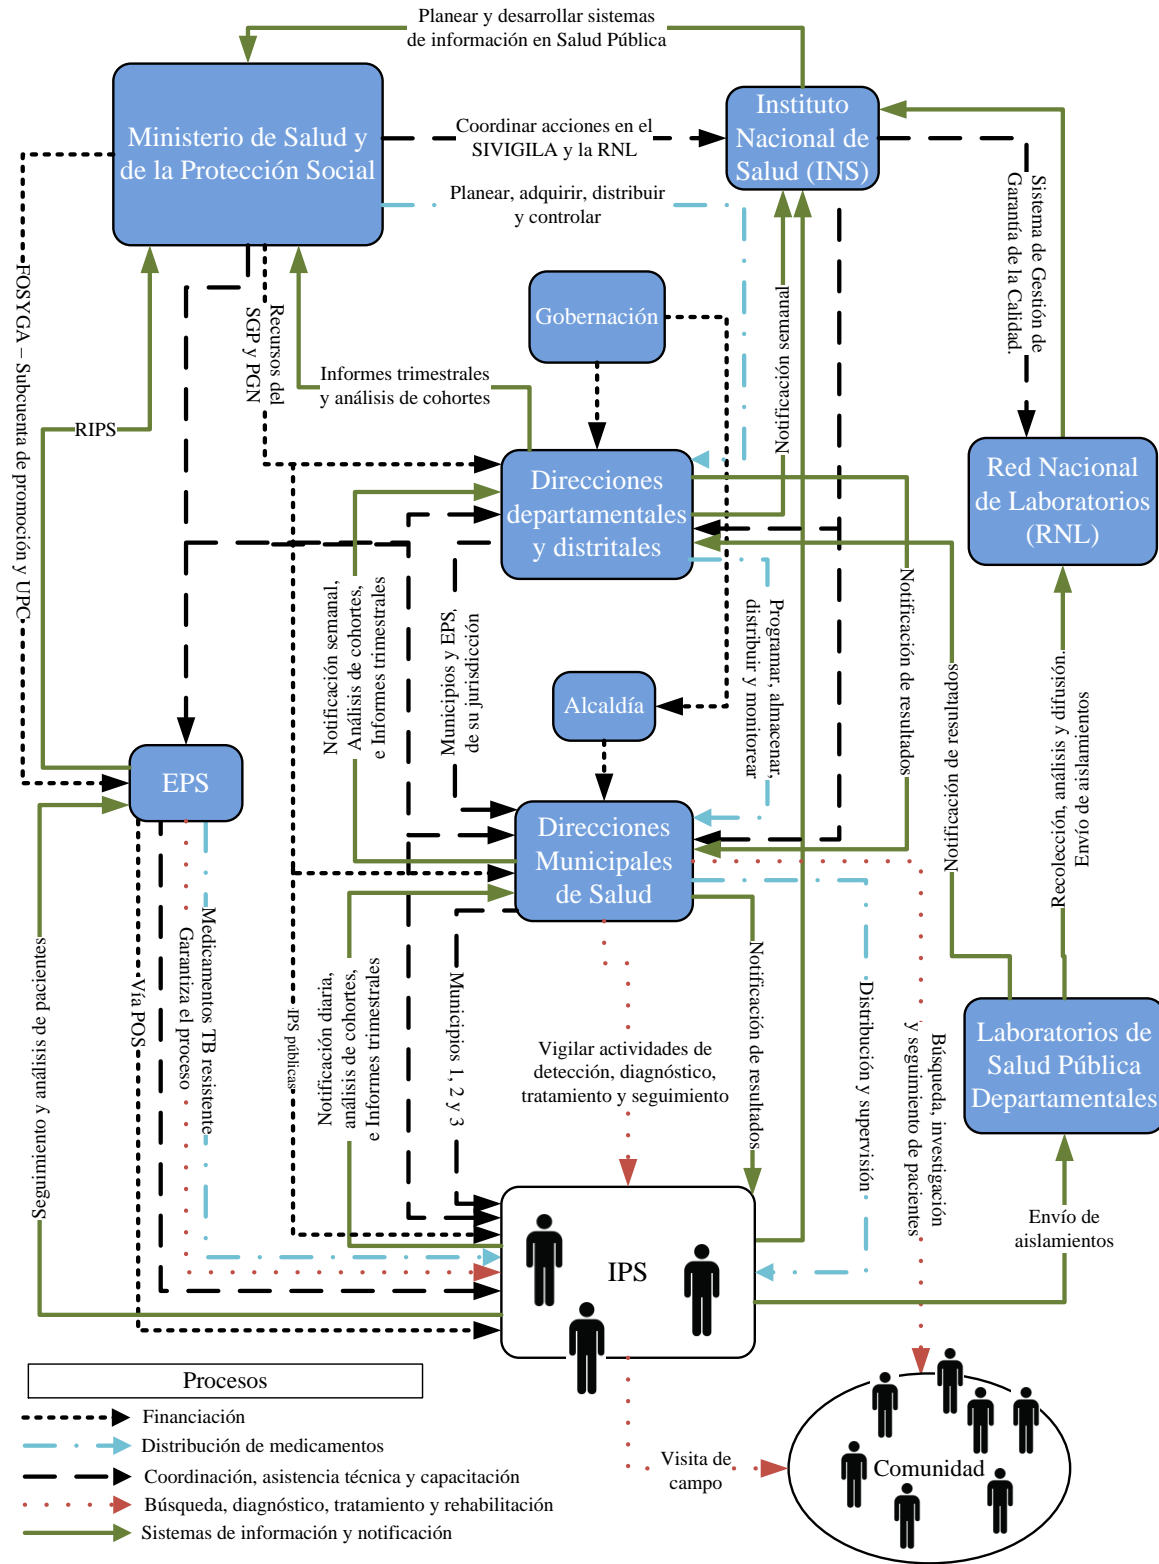 Planear y desarrollar sistemas
de información en Salud Pública
Ministerio de Salud y
de la Protección Social
Coordinar acciones en el
SIVIGILA y la RNL
Instituto
Nacional de
Salud (INS)
Planear, adquirir, distribuir
y controlar
Sistema de Gestión de
Garantía de la Calidad.
FOSYGA – Subcuenta de promoción y UPC
Recursos del
SGP y PGN
Gobernación
Notificación semanal
Informes trimestrales
y análisis de cohortes
RIPS
Direcciones
departamentales
y distritales
Red Nacional
de Laboratorios
(RNL)
Notificación semanal,
Análisis de cohortes,
e Informes trimestrales
Municipios y EPS,
de su jurisdicción
Programar, almacenar,
distribuir y monitorear
Notificación de resultados
Notificación de resultados
Recolección, análisis y difusión.
Envío de aislamientos
Alcaldía
EPS
Direcciones
Municipales
de Salud
Seguimiento y análisis de pacientes
Vía POS
Medicamentos TB resistente
Garantiza el proceso
IPS públicas
Notificación diaria,
análisis de cohortes,
e Informes trimestrales
Municipios 1, 2 y 3
Vigilar actividades de
detección, diagnóstico,
tratamiento y seguimiento
Notificación de resultados
Distribución y supervisión
Búsqueda, investigación
y seguimiento de pacientes
Laboratorios de
Salud Pública
Departamentales
Envío de
aislamientos
IPS
Procesos
Financiación
Distribución de medicamentos
Coordinación, asistencia técnica y capacitación
Búsqueda, diagnóstico, tratamiento y rehabilitación
Sistemas de información y notificación
Visita de
campo
Comunidad